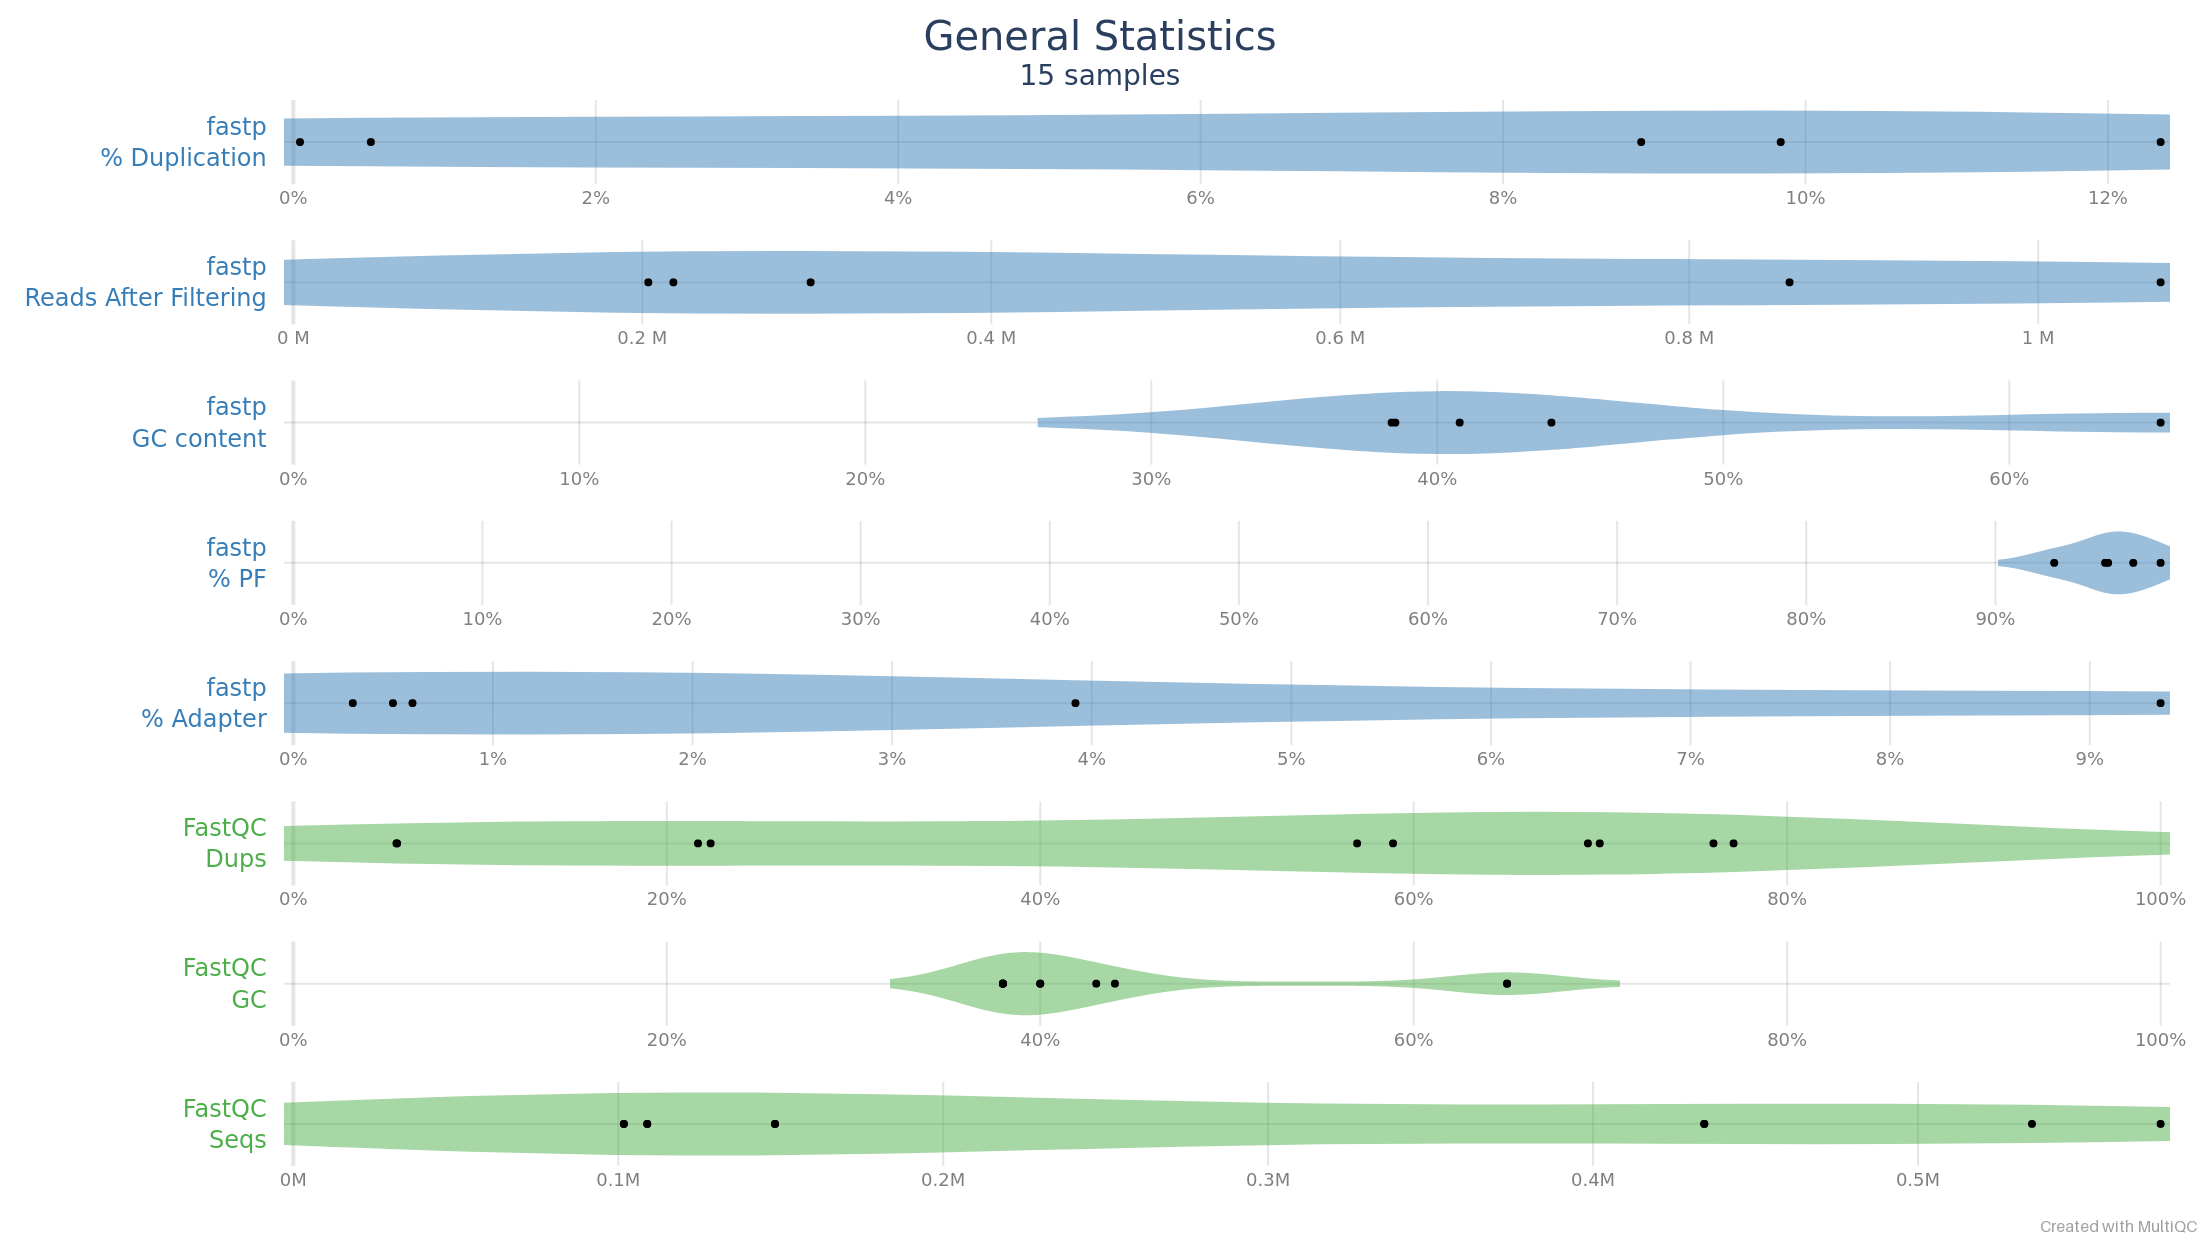 General Statistics
15 samples
fastp
% Duplication
0% 2% 4% 6% 8% 10% 12%
fastp
Reads After Filtering
0 M 0.2 M 0.4 M 0.6 M 0.8 M 1 M
fastp
GC content
0% 10% 20% 30% 40% 50% 60%
fastp
% PF
0% 10% 20% 30% 40% 50% 60% 70% 80% 90%
fastp
% Adapter
0% 1% 2% 3% 4% 5% 6% 7% 8% 9%
FastQC
Dups
0% 20% 40% 60% 80% 100%
FastQC
GC
0% 20% 40% 60% 80% 100%
FastQC
Seqs
0M 0.1M 0.2M 0.3M 0.4M 0.5M
Created with MultiQC